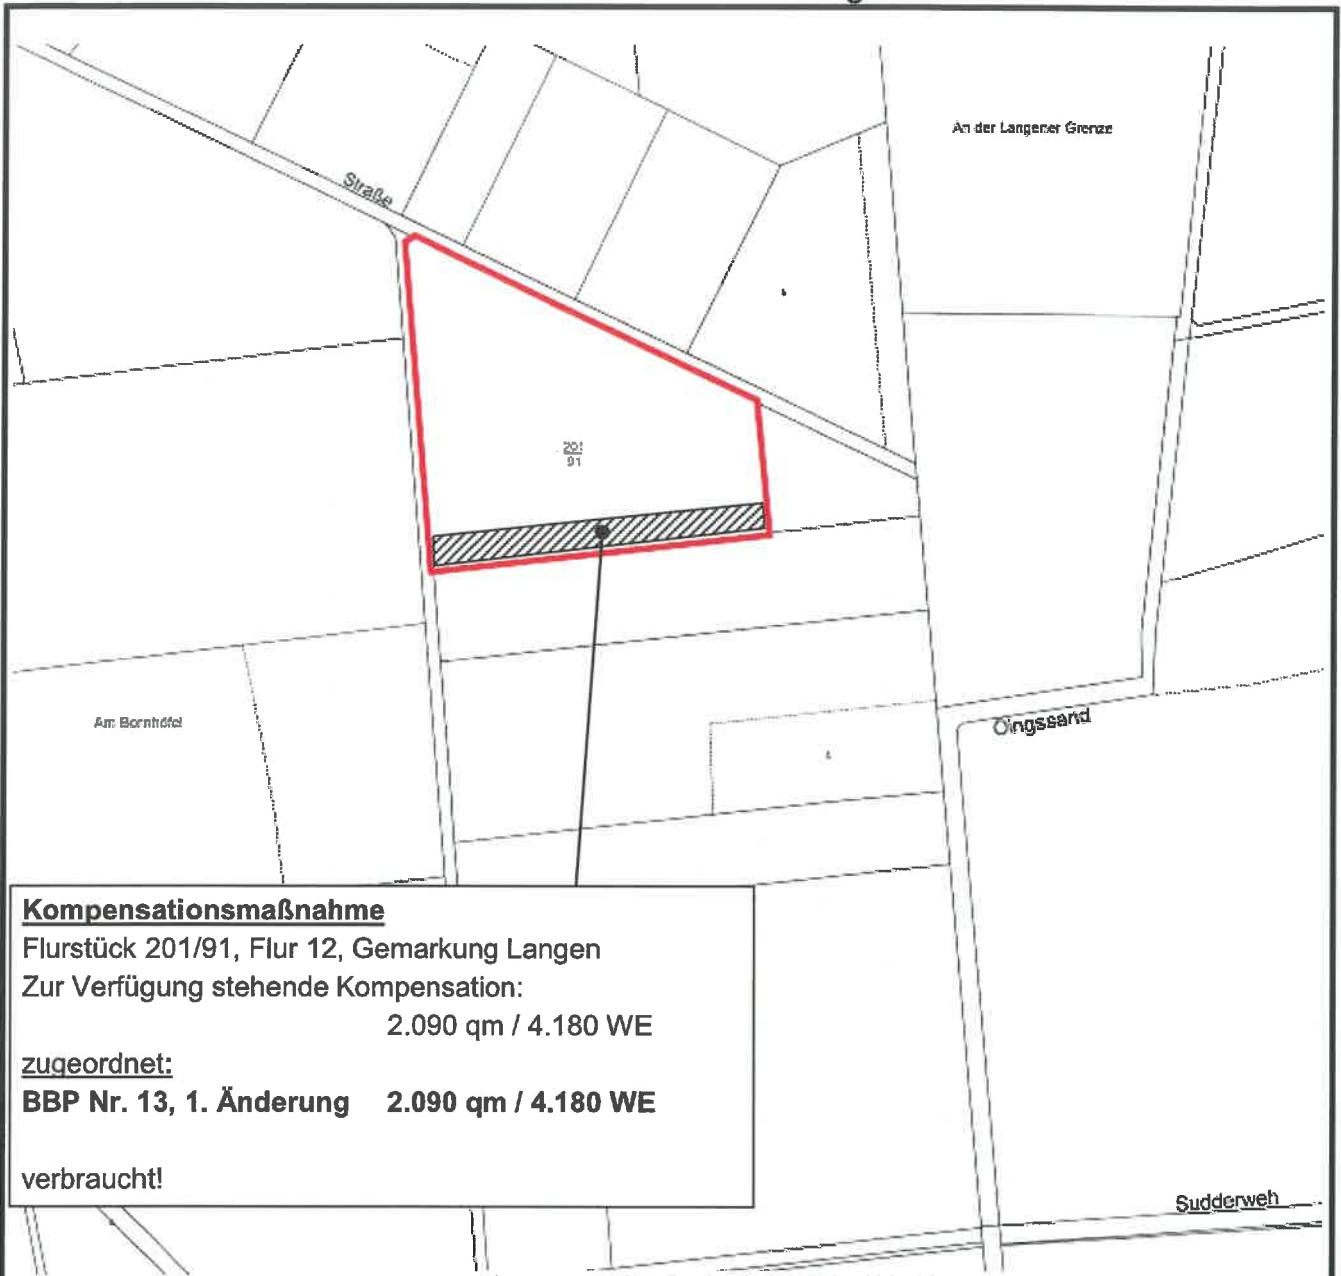 An der Langener Grenze
Straße
201
91
Am Bornhöfel
Oingssand
Kompensationsmaßnahme
Flurstück 201/91, Flur 12, Gemarkung Langen
Zur Verfügung stehende Kompensation:
2.090 qm / 4.180 WE
zugeordnet:
BBP Nr. 13, 1. Änderung 2.090 qm / 4.180 WE
verbraucht!
Sudderweh